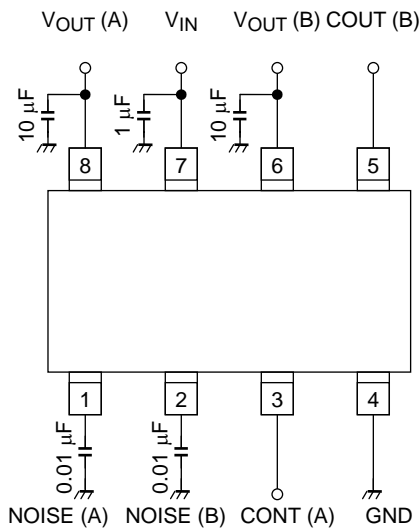 VOUT (A) VIN VOUT (B) COUT (B)
10 μF 1 μF 10 μF
8 7 6 5
1 2 3 4
0.01 μF 0.01 μF
NOISE (A) NOISE (B) CONT (A) GND